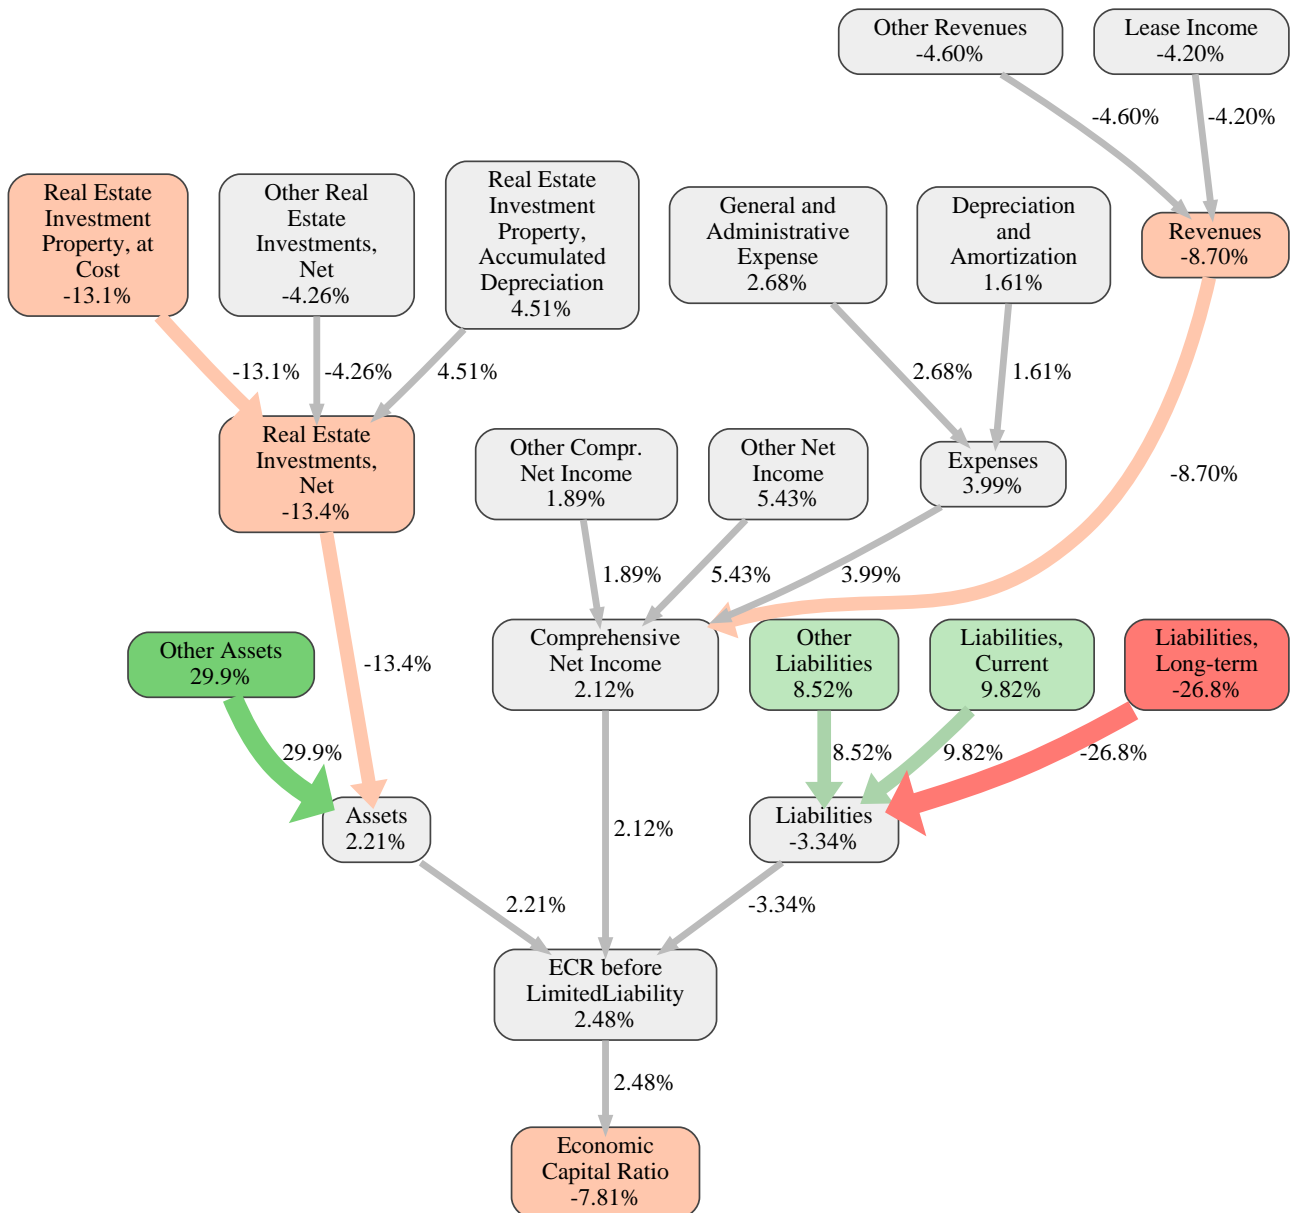 Other Revenues
-4.60%
Lease Income
-4.20%
-4.60%
-4.20%
Real Estate
Investment
Property, at
Cost
-13.1%
Other Real
Estate
Investments,
Net
-4.26%
Real Estate
Investment
Property,
Accumulated
Depreciation
4.51%
General and
Administrative
Expense
2.68%
Depreciation
and
Amortization
1.61%
Revenues
-8.70%
-13.1%
-4.26%
4.51%
2.68%
1.61%
-8.70%
Real Estate
Investments,
Net
-13.4%
Other Compr.
Net Income
1.89%
Other Net
Income
5.43%
Expenses
3.99%
1.89%
5.43%
3.99%
Other Assets
29.9%
-13.4%
Comprehensive
Net Income
2.12%
Other
Liabilities
8.52%
Liabilities,
Current
9.82%
Liabilities,
Long-term
-26.8%
29.9%
8.52%
9.82%
-26.8%
Assets
2.21%
2.12%
Liabilities
-3.34%
2.21%
-3.34%
ECR before
LimitedLiability
2.48%
2.48%
Economic
Capital Ratio
-7.81%